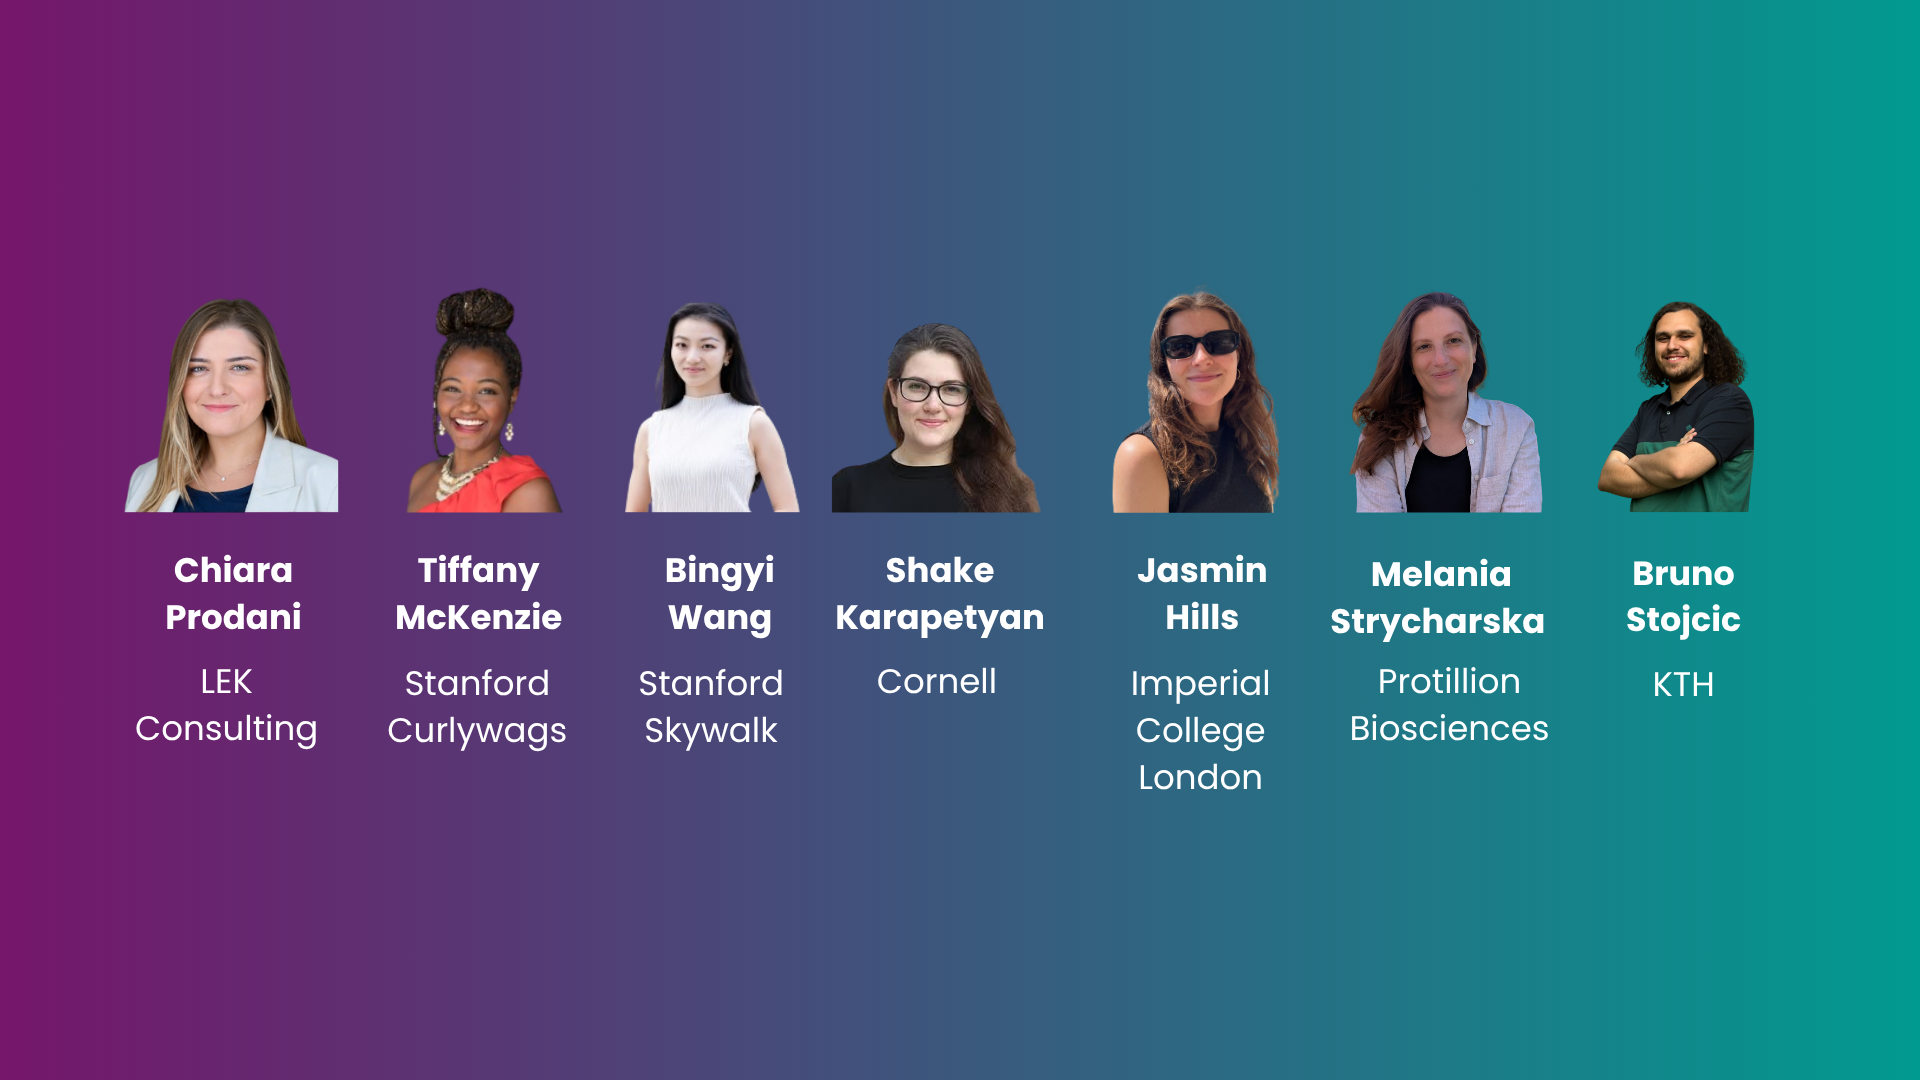 Chiara
Prodani
LEK
Consulting
Tiffany
McKenzie
Stanford
Curlywags
Bingyi
Wang
Stanford
Skywalk
Shake
Karapetyan
Cornell
Jasmin
Hills
Imperial
College
London
Melania
Strycharska
Protillion
Biosciences
Bruno
Stojcic
KTH